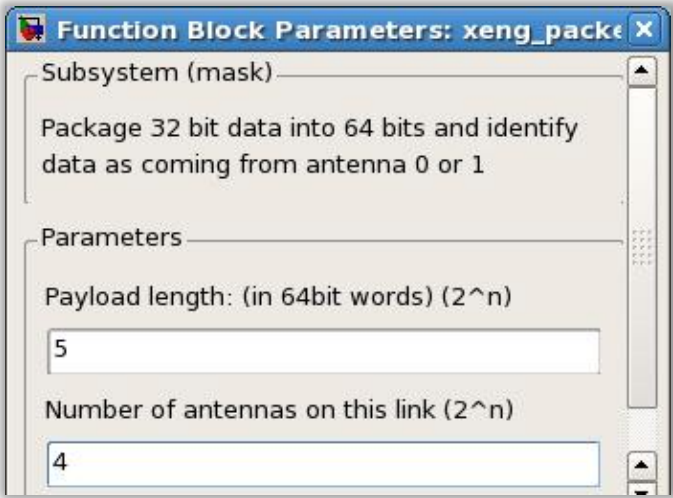 Function Block Parameters: xeng_packe
Subsystem (mask)
Package 32 bit data into 64 bits and identify
data as coming from antenna 0 or 1
Parameters
Payload length: (in 64bit words) (2^n)
5
Number of antennas on this link (2^n)
4